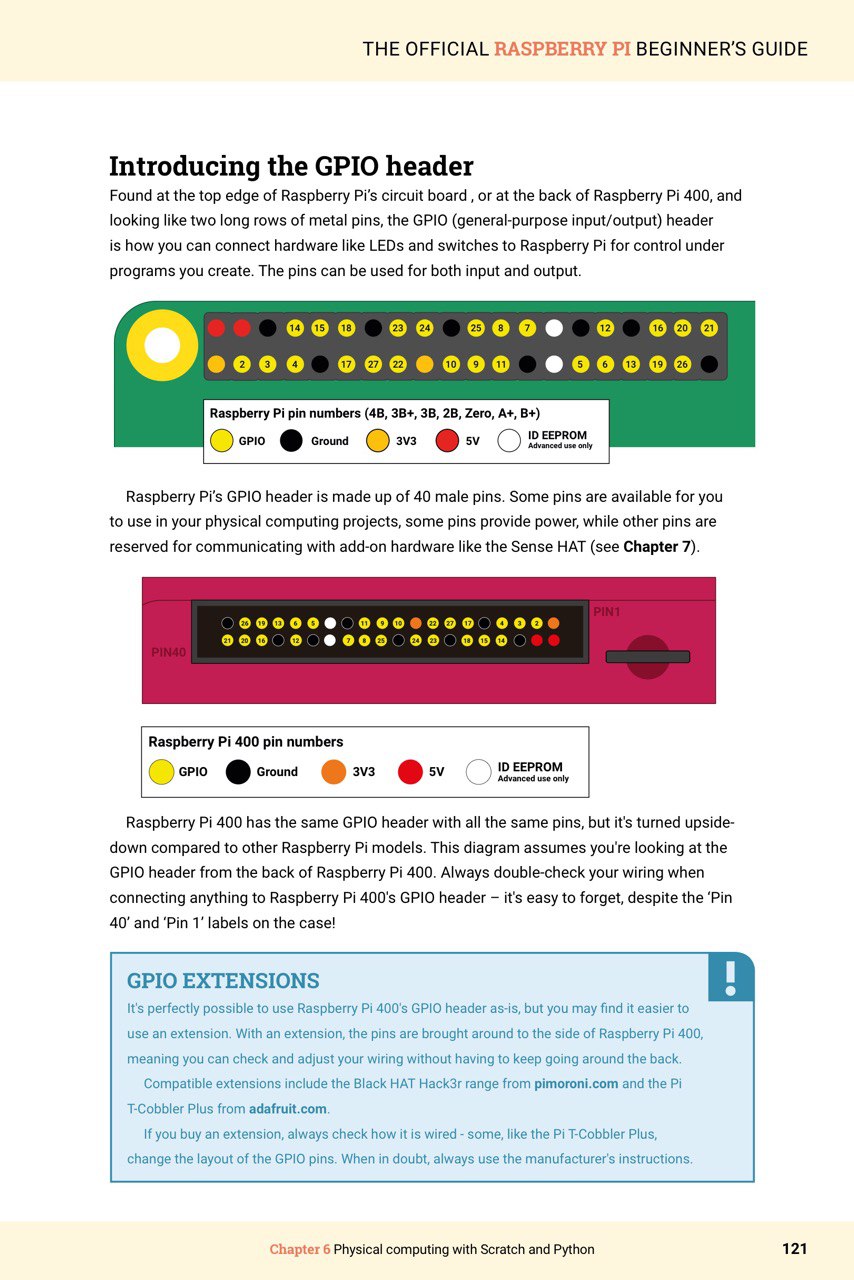 THE OFFICIAL RASPBERRY PI BEGINNER'S GUIDE
Introducing the GPIO header
Found at the top edge of Raspberry Pi’s circuit board , or at the back of Raspberry Pi 400, and
looking like two long rows of metal pins, the GPIO (general-purpose input/output) header
is how you can connect hardware like LEDs and switches to Raspberry Pi for control under
programs you create. The pins can be used for both input and output.
14 15 18 23 24 25 8 7 12 16 20 21
2 3 4 17 27 22 10 9 11 5 6 13 19 26
Raspberry Pi pin numbers (4B, 3B+, 3B, 2B, Zero, A+, B+)
GPIO Ground 3V3 5V ID EEPROM
Advanced use only
Raspberry Pi’s GPIO header is made up of 40 male pins. Some pins are available for you
to use in your physical computing projects, some pins provide power, while other pins are
reserved for communicating with add-on hardware like the Sense HAT (see Chapter 7).
PIN1
26 19 13 6 5 11 9 10 22 27 17 4 3 2
21 20 16 12 7 8 25 24 23 18 15 14
PIN40
Raspberry Pi 400 pin numbers
GPIO Ground 3V3 5V ID EEPROM
Advanced use only
Raspberry Pi 400 has the same GPIO header with all the same pins, but it's turned upside-
down compared to other Raspberry Pi models. This diagram assumes you're looking at the
GPIO header from the back of Raspberry Pi 400. Always double-check your wiring when
connecting anything to Raspberry Pi 400's GPIO header – it's easy to forget, despite the ‘Pin
40’ and ‘Pin 1’ labels on the case!
GPIO EXTENSIONS
!
It's perfectly possible to use Raspberry Pi 400's GPIO header as-is, but you may find it easier to
use an extension. With an extension, the pins are brought around to the side of Raspberry Pi 400,
meaning you can check and adjust your wiring without having to keep going around the back.
Compatible extensions include the Black HAT Hack3r range from pimoroni.com and the Pi
T-Cobbler Plus from adafruit.com.
If you buy an extension, always check how it is wired - some, like the Pi T-Cobbler Plus,
change the layout of the GPIO pins. When in doubt, always use the manufacturer's instructions.
Chapter 6 Physical computing with Scratch and Python 121